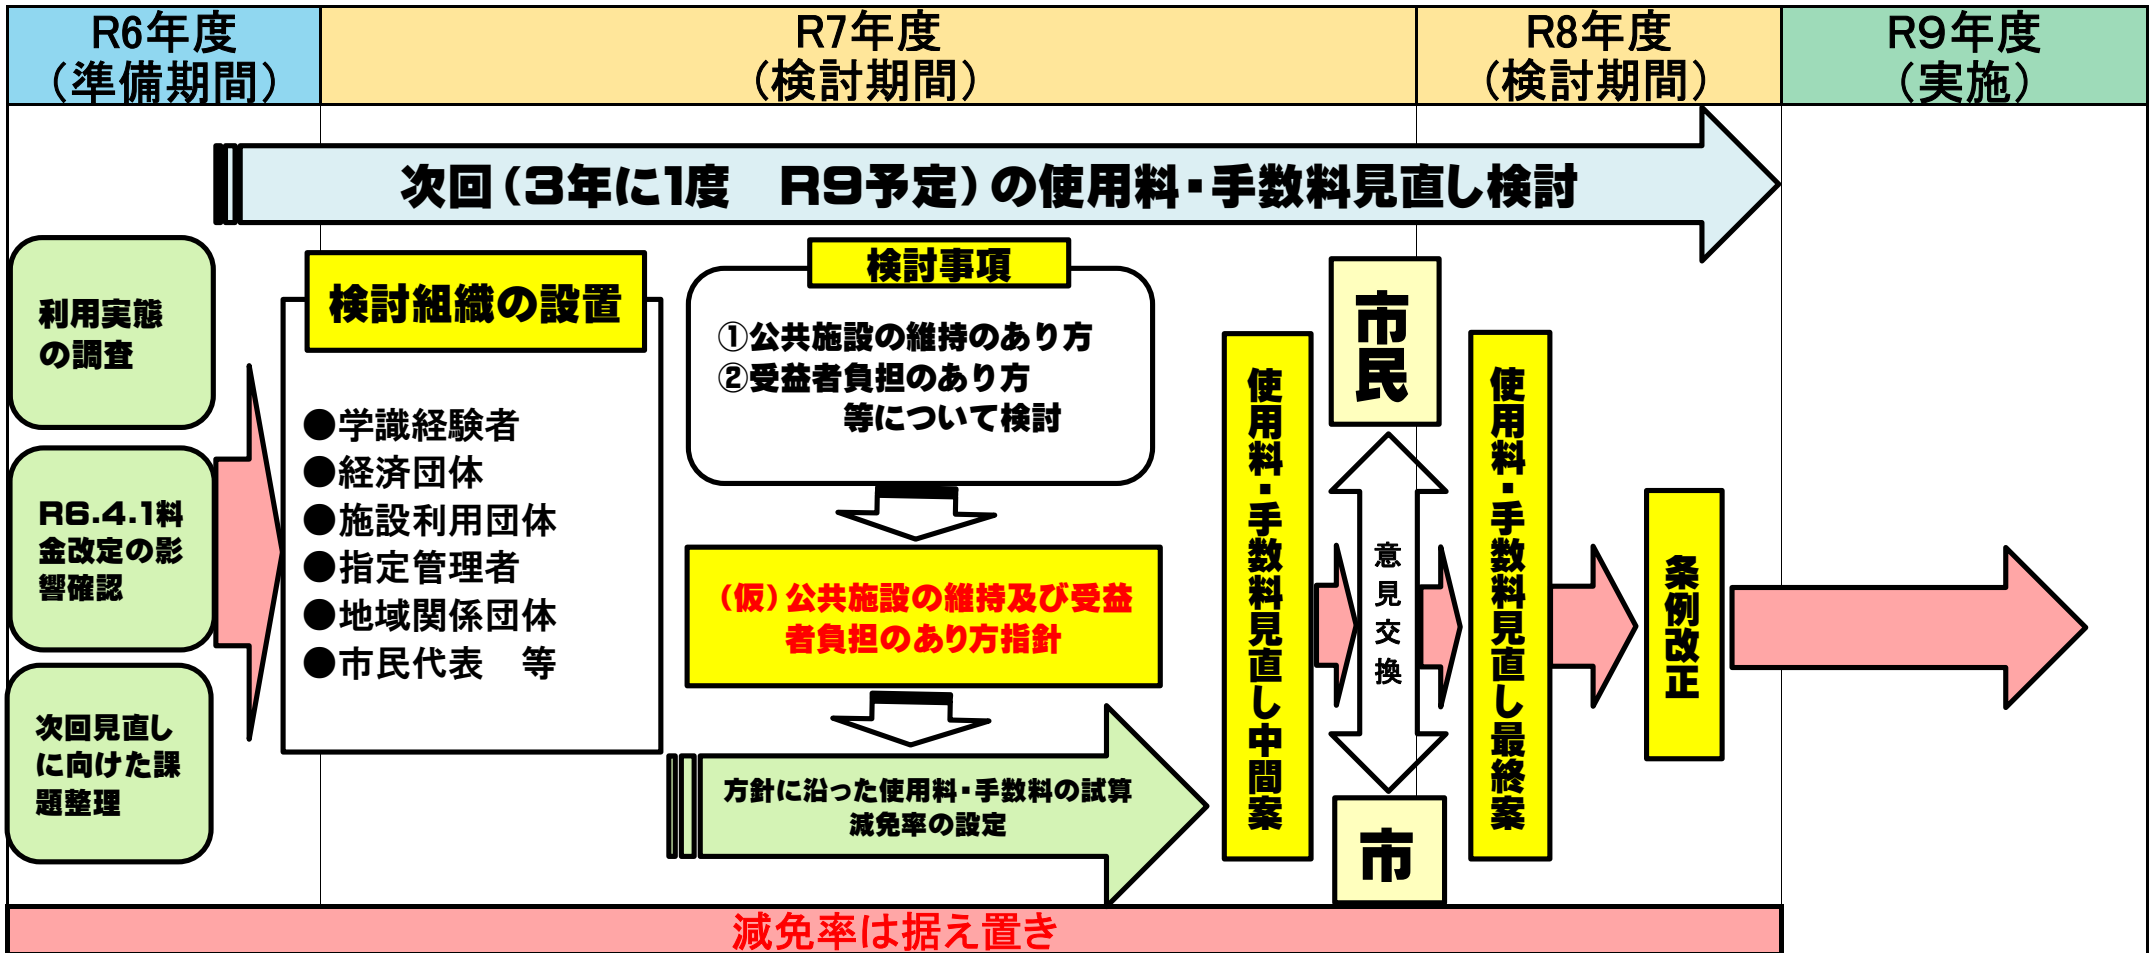 R6年度
（準備期間）
R7年度
（検討期間）
R8年度
（検討期間）
R9年度
（実施）
次回（3年に1度　R9予定）の使用料・手数料見直し検討
利用実態
の調査
R6.4.1料
金改定の影
響確認
次回見直し
に向けた課
題整理
検討組織の設置
●学識経験者
●経済団体
●施設利用団体
●指定管理者
●地域関係団体
●市民代表　等
検討事項
①公共施設の維持のあり方
②受益者負担のあり方
等について検討
（仮）公共施設の維持及び受益
者負担のあり方指針
方針に沿った使用料・手数料の試算
減免率の設定
使用料・手数料見直し中間案
市民
意見交換
市
使用料・手数料見直し最終案
条例改正
減免率は据え置き